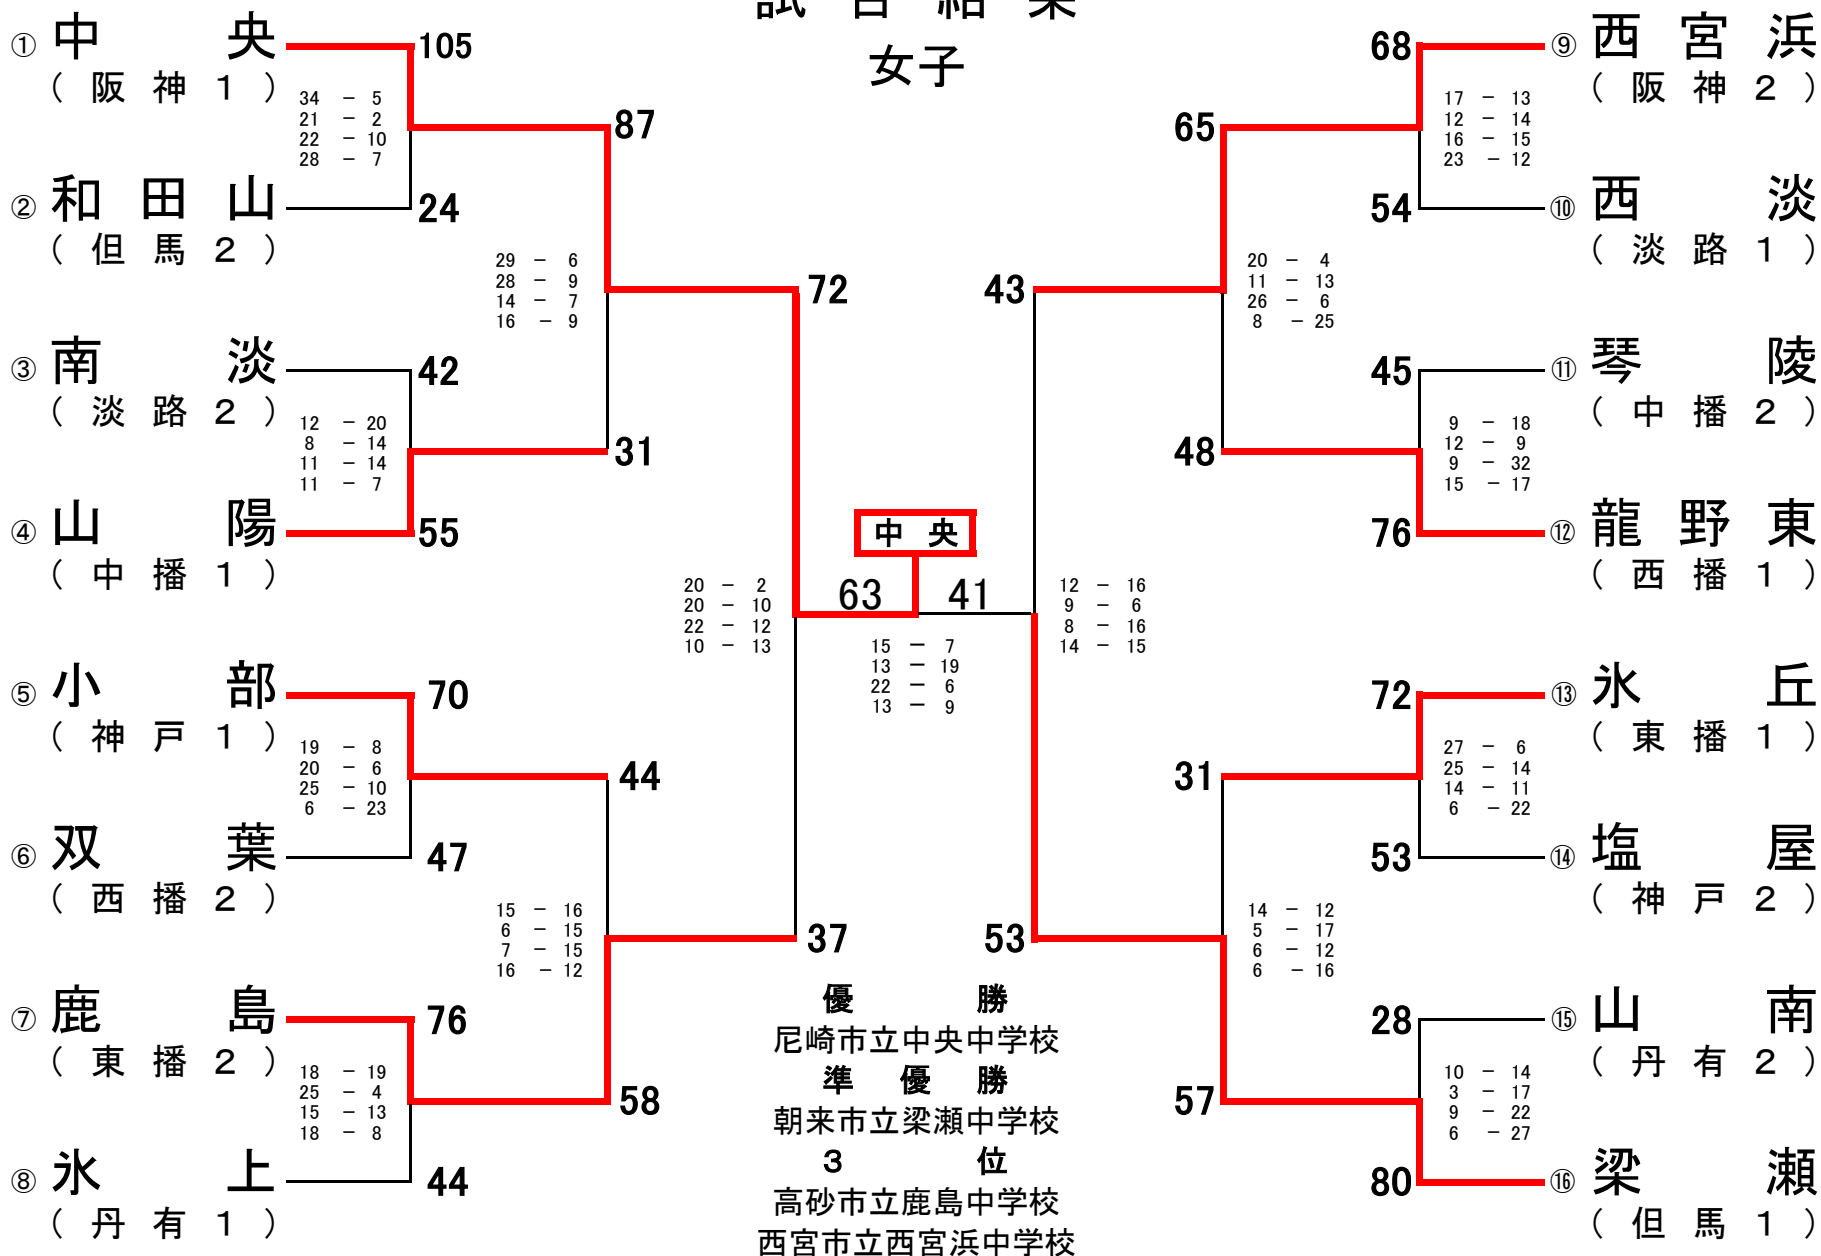 試合結果
女子
① 中央 105
(阪神1)
34 － 5
21 － 2
22 － 10
28 － 7
② 和田山 24
(但馬2)
87
29 － 6
28 － 9
14 － 7
16 － 9
③ 南淡 42
(淡路2)
12 － 20
8 － 14
11 － 14
11 － 7
④ 山陽 55
(中播1)
31
72
20 － 2
20 － 10
22 － 12
10 － 13
⑤ 小部 70
(神戸1)
19 － 8
20 － 6
25 － 10
6 － 23
⑥ 双葉 47
(西播2)
44
15 － 16
6 － 15
7 － 15
16 － 12
⑦ 鹿島 76
(東播2)
18 － 19
25 － 4
15 － 13
18 － 8
⑧ 氷上 44
(丹有1)
58
37
中央
63 41
15 － 7
13 － 19
22 － 6
13 － 9
68 ⑨ 西宮浜
(阪神2)
17 － 13
12 － 14
16 － 15
23 － 12
54 ⑩ 西淡
(淡路1)
65
20 － 4
11 － 13
26 － 6
8 － 25
45 ⑪ 琴陵
(中播2)
9 － 18
12 － 9
9 － 32
15 － 17
76 ⑫ 龍野東
(西播1)
48
43
12 － 16
9 － 6
8 － 16
14 － 15
72 ⑬ 氷丘
(東播1)
27 － 6
25 － 14
14 － 11
6 － 22
53 ⑭ 塩屋
(神戸2)
31
14 － 12
5 － 17
6 － 12
6 － 16
28 ⑮ 山南
(丹有2)
10 － 14
3 － 17
9 － 22
6 － 27
80 ⑯ 梁瀬
(但馬1)
57
53
優勝
尼崎市立中央中学校
準優勝
朝来市立梁瀬中学校
3位
高砂市立鹿島中学校
西宮市立西宮浜中学校